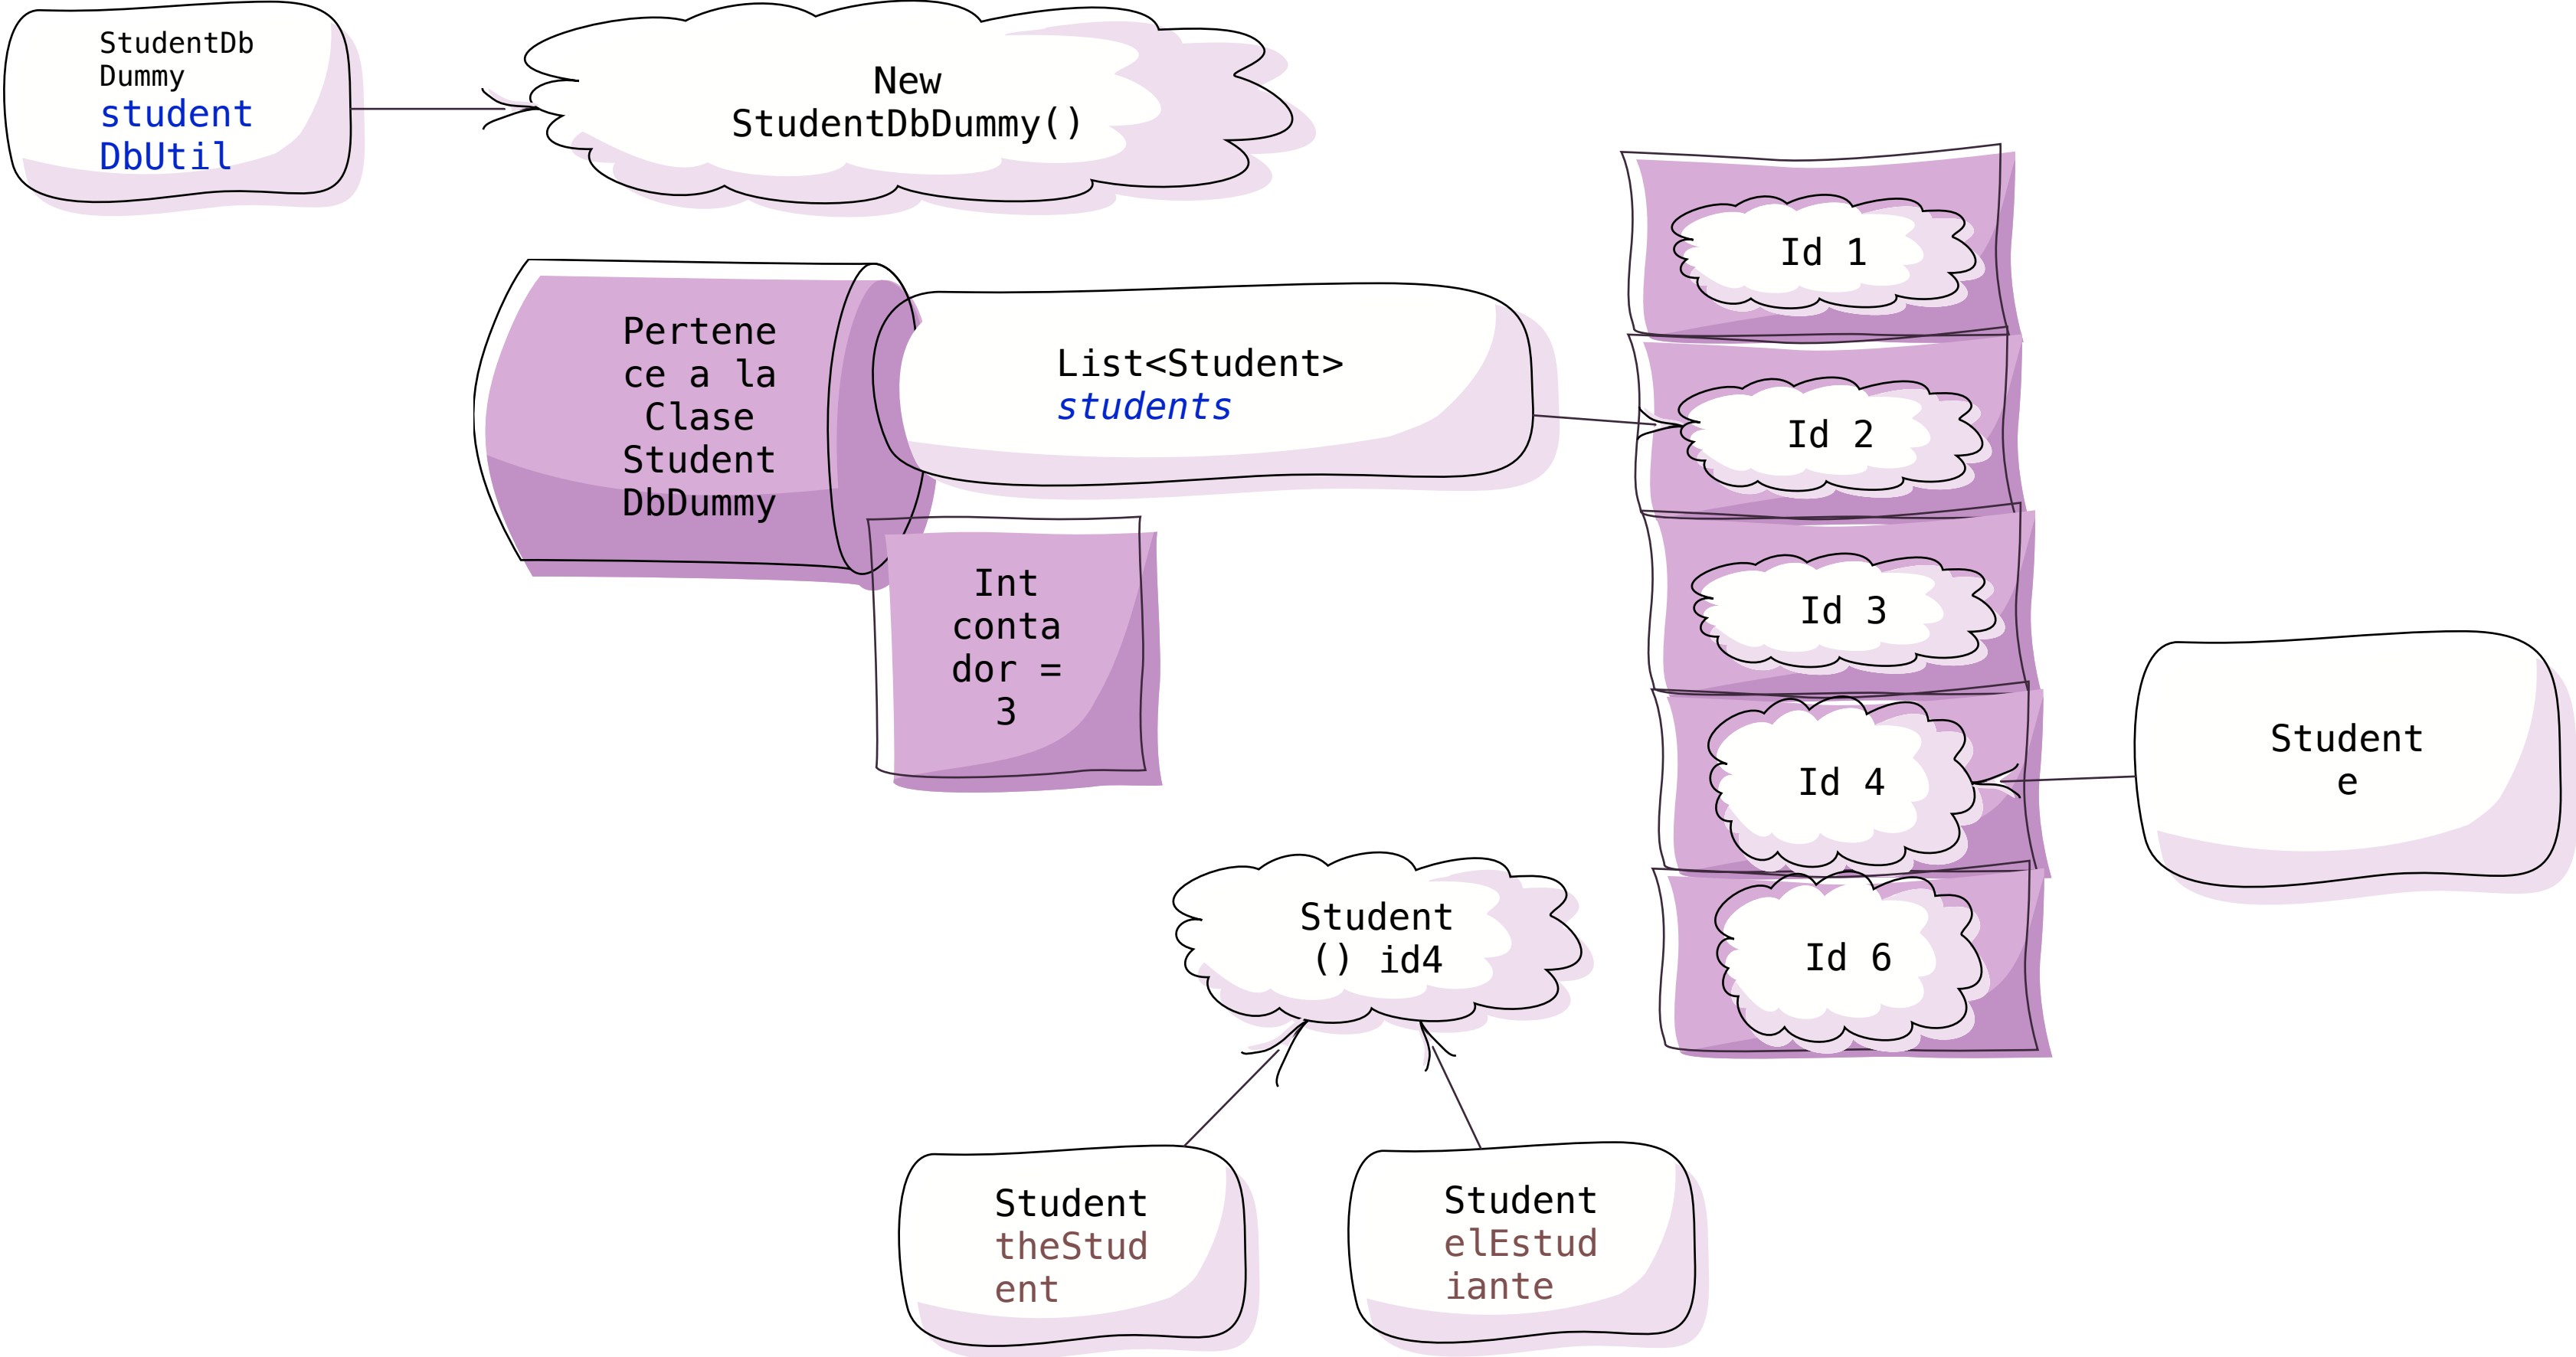 StudentDb
Dummy
student
DbUtil
New
StudentDbDummy()
Pertene
ce a la
Clase
Student
DbDummy
List<Student>
students
Int
conta
dor =
3
Id 1
Id 2
Id 3
Id 4
Id 6
Student
e
Student
() id4
Student
theStud
ent
Student
elEstud
iante